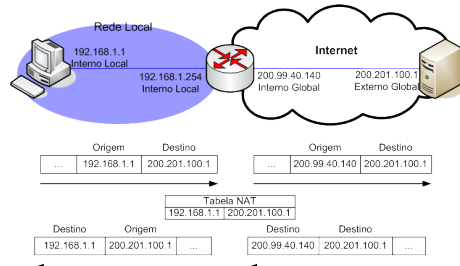 Rede Local
192.168.1.1
Interno Local
192.168.1.254
Interno Local
Internet
200.99.40.140
Interno Global
200.201.100.1
Externo Global
Origem Destino
... 192.168.1.1 200.201.100.1
Origem Destino
... 200.99.40.140 200.201.100.1
Tabela NAT
192.168.1.1 200.201.100.1
Destino Origem
192.168.1.1 200.201.100.1 ...
Destino Destino
200.99.40.140 200.201.100.1 ...